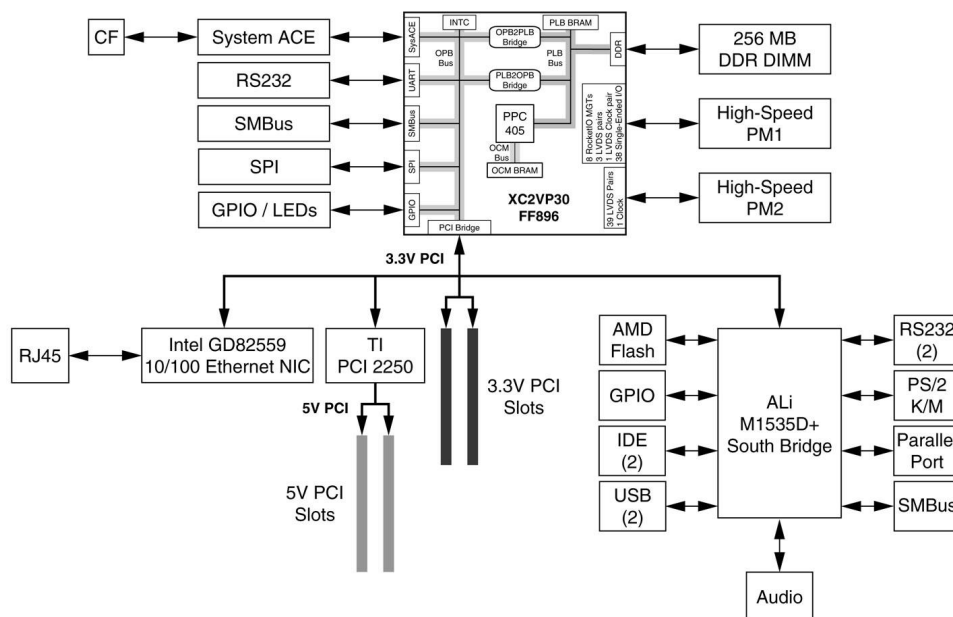 CF
System ACE
RS232
SMBus
SPI
GPIO / LEDs
SysACE
UART
SMBus
SPI
GPIO
INTC
OPB
Bus
OPB2PLB
Bridge
PLB2OPB
Bridge
PLB BRAM
PLB
Bus
DDR
PPC
405
OCM
Bus
OCM BRAM
8 RocketIO MGTs
3 LVDS pairs
1 LVDS Clock pair
38 Single-Ended I/O
XC2VP30
FF896
39 LVDS Pairs
1 Clock
PCI Bridge
256 MB
DDR DIMM
High-Speed
PM1
High-Speed
PM2
3.3V PCI
RJ45
Intel GD82559
10/100 Ethernet NIC
TI
PCI 2250
5V PCI
5V PCI
Slots
3.3V PCI
Slots
AMD
Flash
GPIO
IDE
(2)
USB
(2)
ALi
M1535D+
South Bridge
RS232
(2)
PS/2
K/M
Parallel
Port
SMBus
Audio